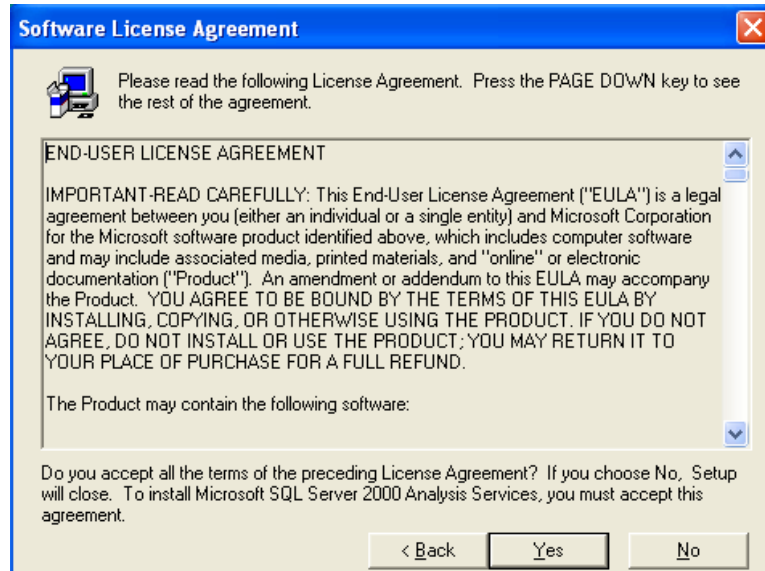 Software License Agreement
Please read the following License Agreement. Press the PAGE DOWN key to see
the rest of the agreement.
END-USER LICENSE AGREEMENT
IMPORTANT-READ CAREFULLY: This End-User License Agreement ("EULA") is a legal
agreement between you (either an individual or a single entity) and Microsoft Corporation
for the Microsoft software product identified above, which includes computer software
and may include associated media, printed materials, and "online" or electronic
documentation ("Product"). An amendment or addendum to this EULA may accompany
the Product. YOU AGREE TO BE BOUND BY THE TERMS OF THIS EULA BY
INSTALLING, COPYING, OR OTHERWISE USING THE PRODUCT. IF YOU DO NOT
AGREE, DO NOT INSTALL OR USE THE PRODUCT; YOU MAY RETURN IT TO
YOUR PLACE OF PURCHASE FOR A FULL REFUND.
The Product may contain the following software:
Do you accept all the terms of the preceding License Agreement? If you choose No, Setup
will close. To install Microsoft SQL Server 2000 Analysis Services, you must accept this
agreement.
< Back Yes No